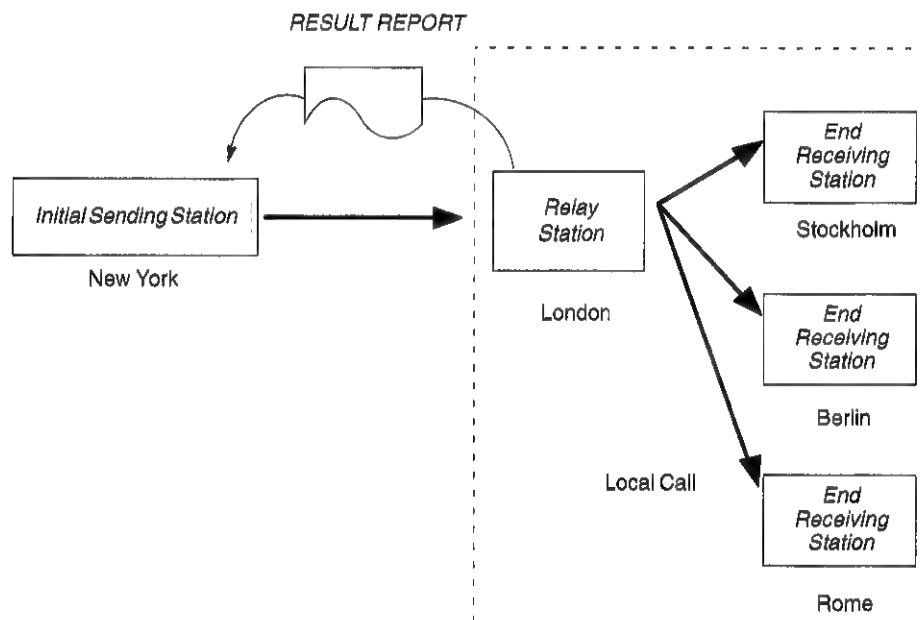 RESULT REPORT
Initial Sending Station
New York
Relay
Station
London
End
Receiving
Station
Stockholm
End
Receiving
Station
Berlin
Local Call
End
Receiving
Station
Rome